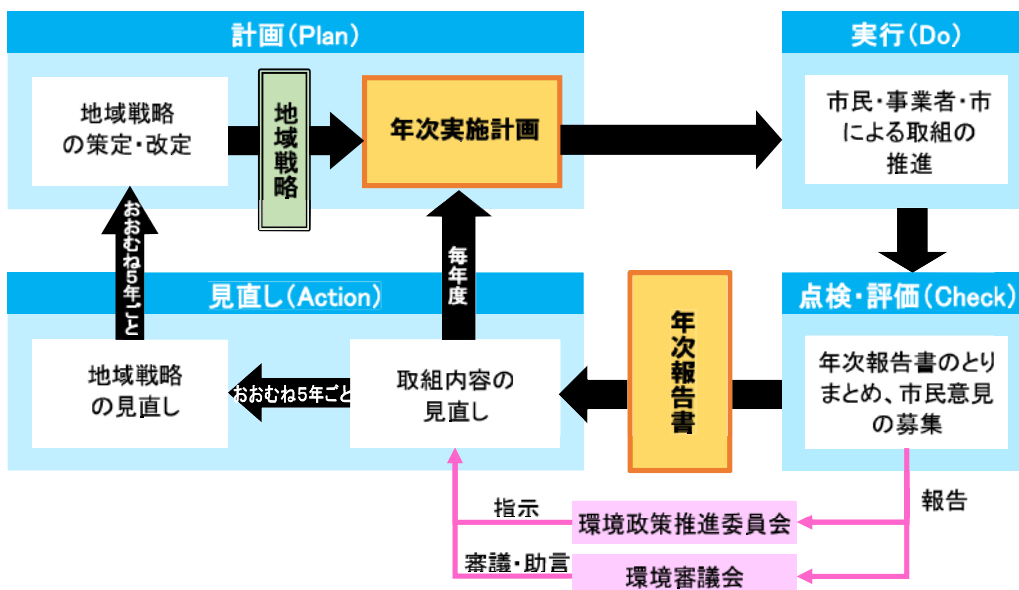 計画(Plan)
地域戦略
の策定・改定
地域戦略
年次実施計画
実行(Do)
市民・事業者・市
による取組の
推進
おおむね5年ごと
毎年度
見直し(Action)
地域戦略
の見直し
おおむね5年ごと
取組内容の
見直し
年次報告書
点検・評価(Check)
年次報告書のとり
まとめ、市民意見
の募集
報告
指示
環境政策推進委員会
審議・助言
環境審議会